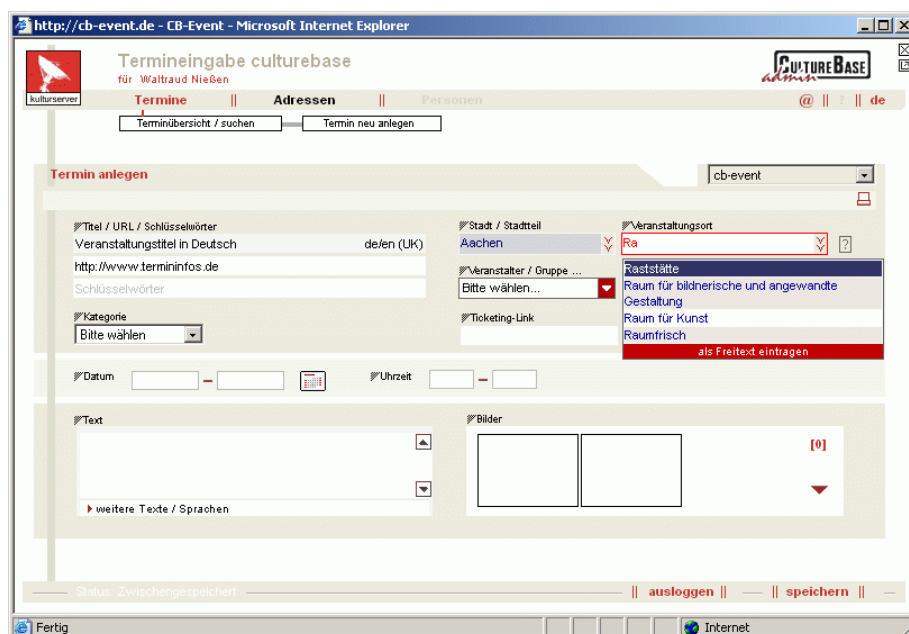 http://cb-event.de - CB-Event - Microsoft Internet Explorer
Termineingabe culturebase
für Waltraud Nießen
CULTUREBASE
admin
kulturserver
Termine || Adressen || Personen
@ || ? || de
Terminübersicht / suchen
Termin neu anlegen
Termin anlegen
cb-event
Titel / URL / Schlüsselwörter
Veranstaltungstitel in Deutsch de/en (UK)
http://www.termininfos.de
Schlüsselwörter
Kategorie
Bitte wählen
Stadt / Stadtteil
Aachen
Veranstalter / Gruppe ...
Bitte wählen...
Ticketing-Link
Veranstaltungsort
Ra
?
Raststätte
Raum für bildnerische und angewandte
Gestaltung
Raum für Kunst
Raumfrisch
als Freitext eintragen
Datum
Uhrzeit
Text
weitere Texte / Sprachen
Bilder
[0]
Status: Zwischengespeichert
|| ausloggen || || speichern ||
Fertig
Internet